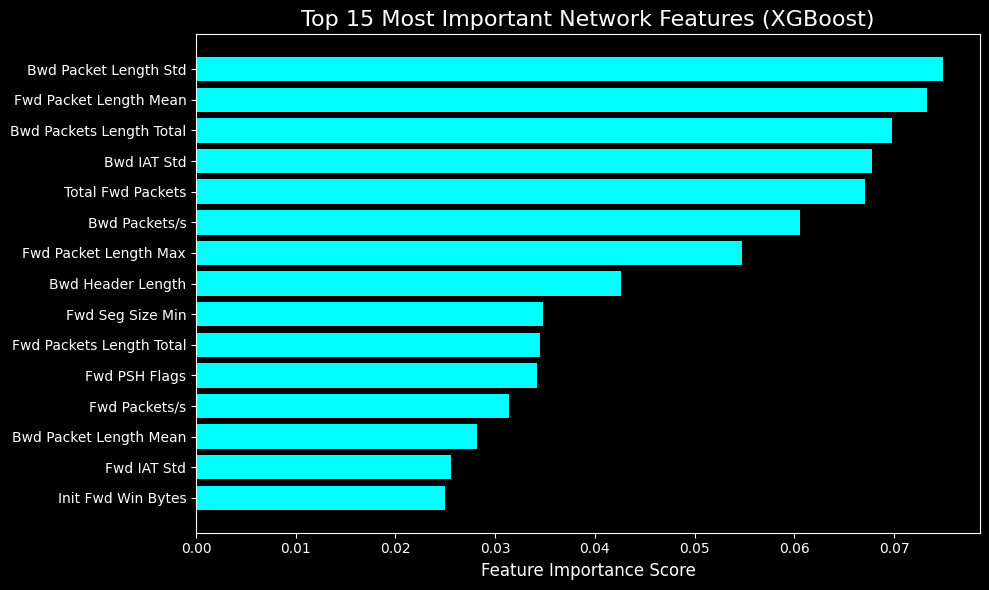 Top 15 Most Important Network Features (XGBoost)
Bwd Packet Length Std
Fwd Packet Length Mean
Bwd Packets Length Total
Bwd IAT Std
Total Fwd Packets
Bwd Packets/s
Fwd Packet Length Max
Bwd Header Length
Fwd Seg Size Min
Fwd Packets Length Total
Fwd PSH Flags
Fwd Packets/s
Bwd Packet Length Mean
Fwd IAT Std
Init Fwd Win Bytes
0.00 0.01 0.02 0.03 0.04 0.05 0.06 0.07
Feature Importance Score